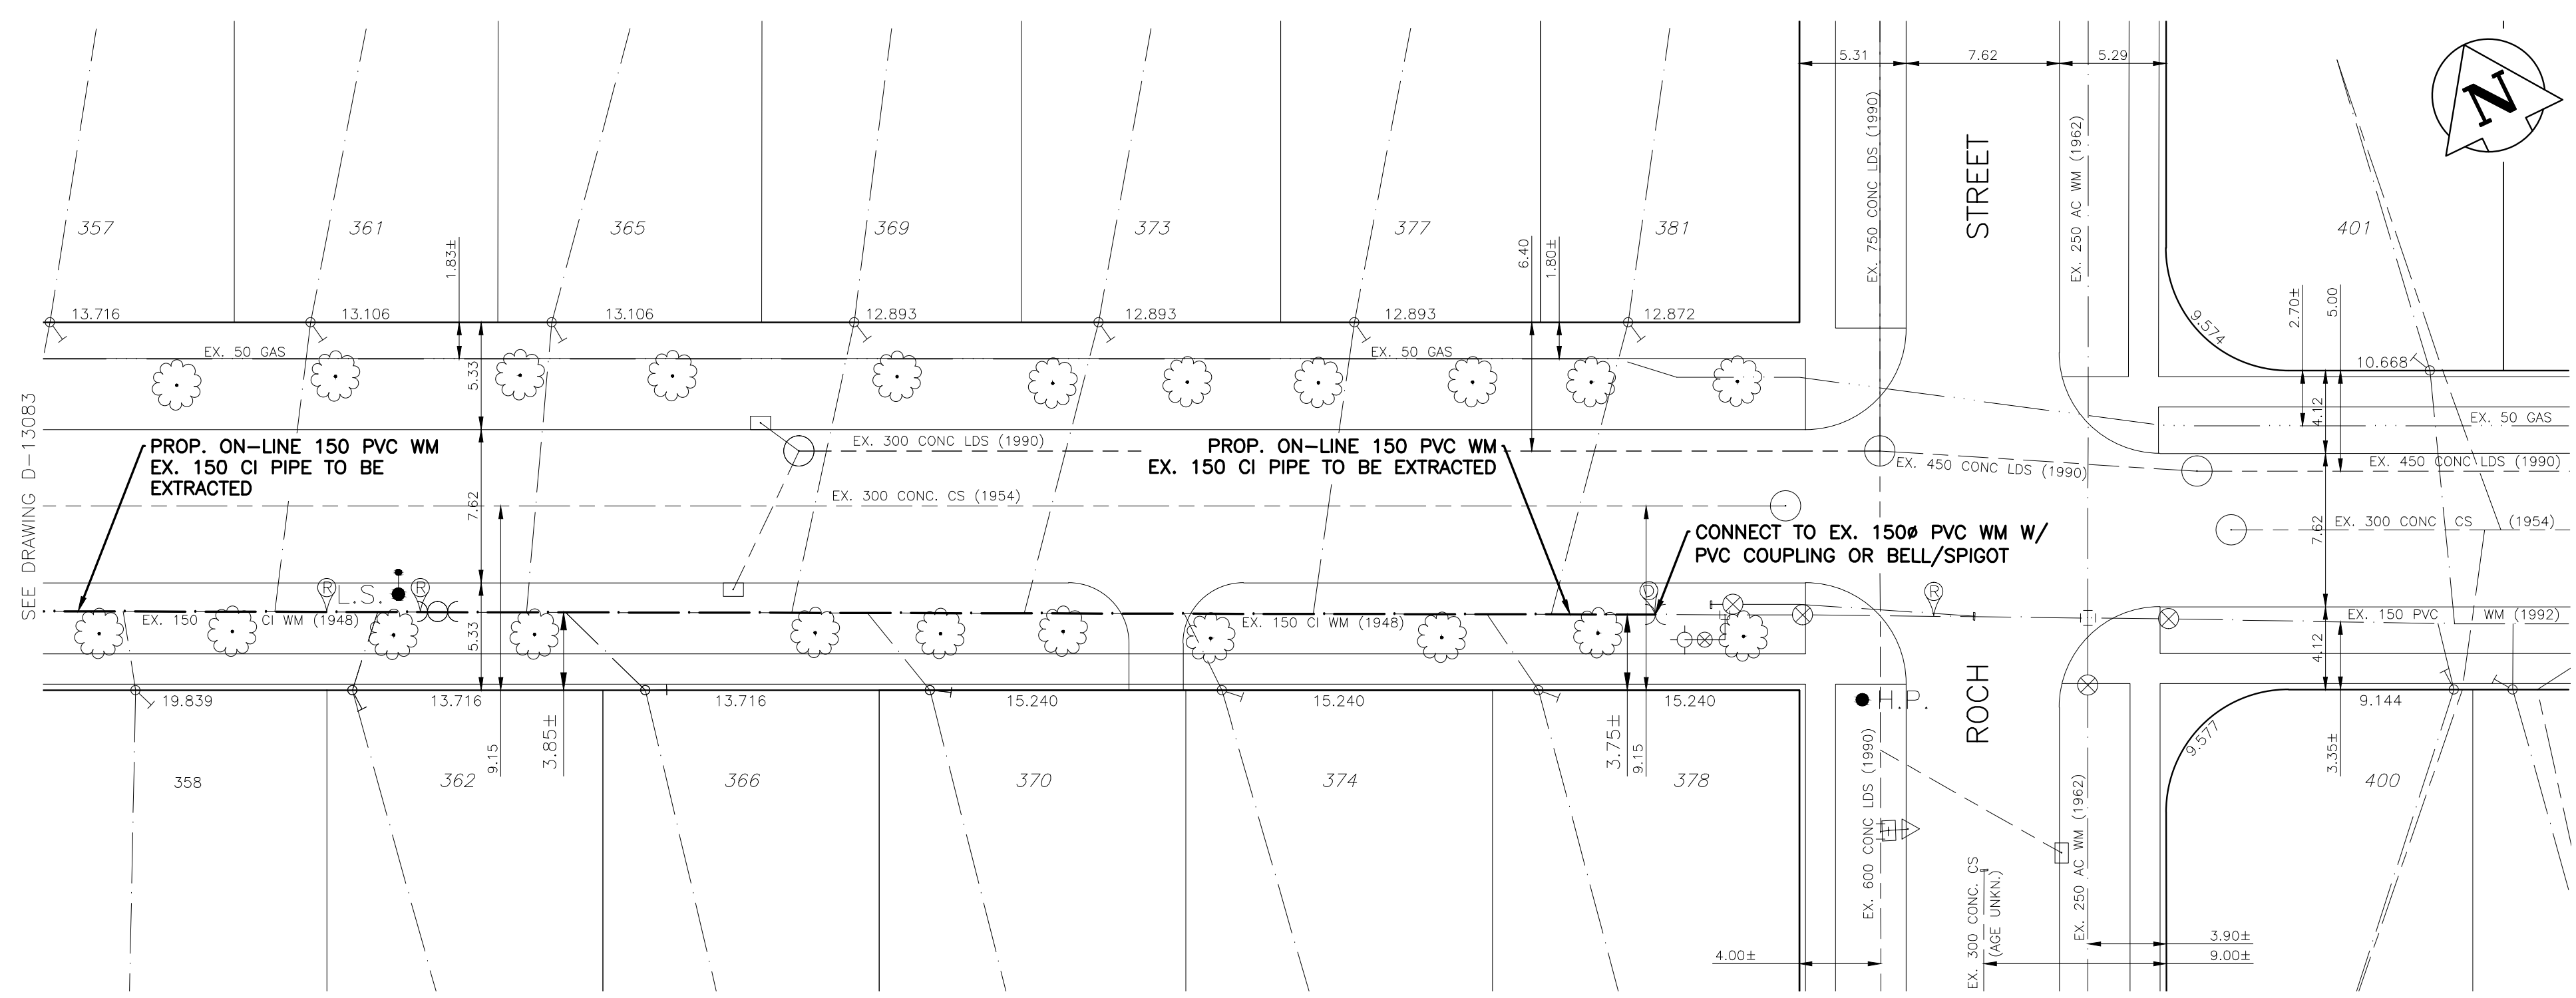 5.31
7.62
5.29
N
EX. 750 CONC LDS (1990)
STREET
EX. 250 AC WM (1962)
357
361
365
369
373
377
381
401
1.83±
6.40
1.80±
2.70±
5.00
9.574
13.716
13.106
13.106
12.893
12.893
12.893
12.872
10.668
EX. 50 GAS
EX. 50 GAS
5.33
4.12
EX. 50 GAS
SEE DRAWING D-13083
PROP. ON-LINE 150 PVC WM
EX. 150 CI PIPE TO BE
EXTRACTED
EX. 300 CONC LDS (1990)
PROP. ON-LINE 150 PVC WM
EX. 150 CI PIPE TO BE EXTRACTED
EX. 450 CONC LDS (1990)
EX. 450 CONC LDS (1990)
7.62
EX. 300 CONC. CS (1954)
7.62
EX. 300 CONC CS (1954)
CONNECT TO EX. 150ø PVC WM W/
PVC COUPLING OR BELL/SPIGOT
R
L.S.
R
D
R
EX. 150 CI WM (1948)
5.33
EX. 150 CI WM (1948)
EX. 150 PVC WM (1992)
4.12
19.839
13.716
13.716
15.240
15.240
15.240
H.P.
ROCH
9.144
9.15
3.85±
3.75±
9.15
9.577
3.35±
358
362
366
370
374
378
400
EX. 600 CONC LDS (1990)
EX. 300 CONC. CS
(AGE UNKN.)
EX. 250 AC WM (1962)
4.00±
3.90±
9.00±